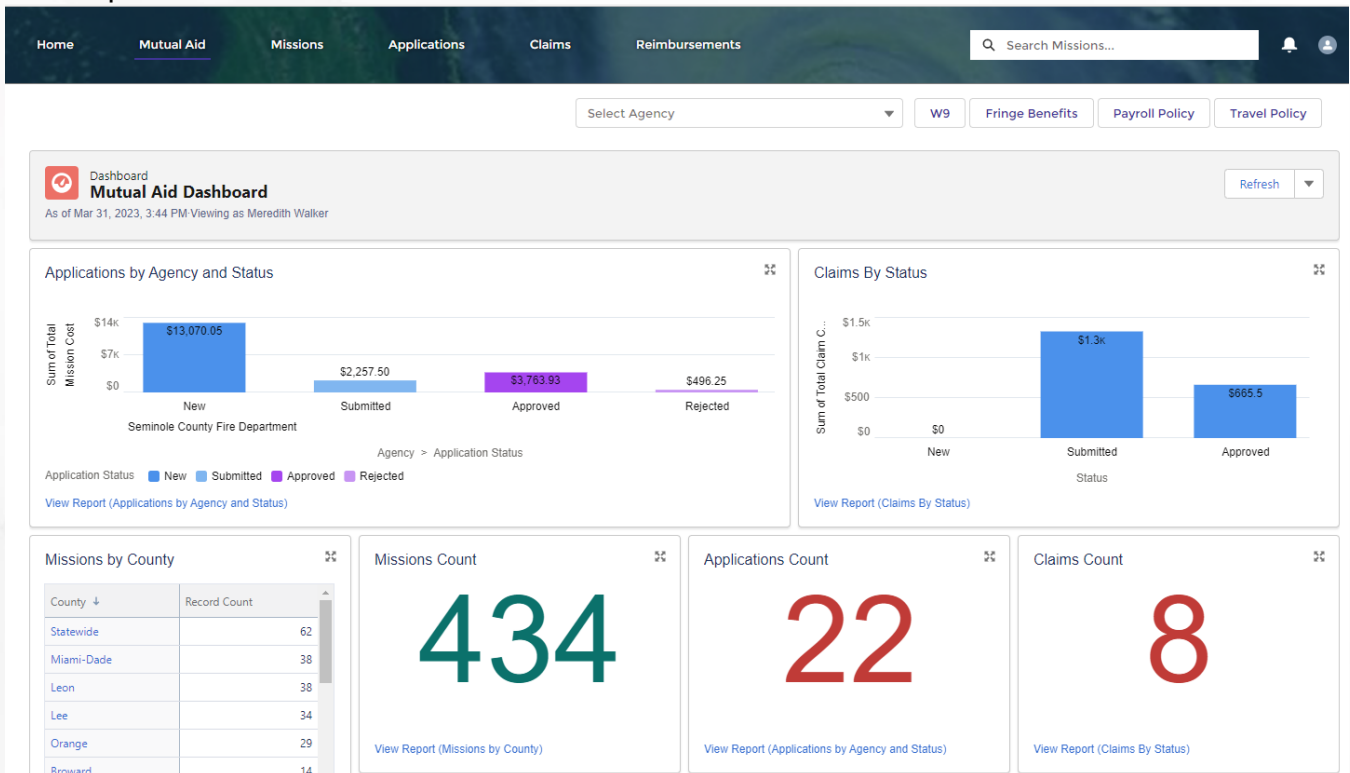 Home Mutual Aid Missions Applications Claims Reimbursements Search Missions...
Select Agency W9 Fringe Benefits Payroll Policy Travel Policy
Dashboard
Mutual Aid Dashboard
As of Mar 31, 2023, 3:44 PM·Viewing as Meredith Walker
Refresh
Applications by Agency and Status
Sum of Total
Mission Cost
$14K
$7K
$0
$13,070.05
$2,257.50
$3,763.93
$496.25
New Submitted Approved Rejected
Seminole County Fire Department
Agency > Application Status
Application Status New Submitted Approved Rejected
View Report (Applications by Agency and Status)
Claims By Status
Sum of Total Claim C...
$1.5K
$1K
$500
$0
$0
$1.3K
$665.5
New Submitted Approved
Status
View Report (Claims By Status)
Missions by County
County ↓ Record Count
Statewide 62
Miami-Dade 38
Leon 38
Lee 34
Orange 29
Broward 14
Missions Count
434
View Report (Missions by County)
Applications Count
22
View Report (Applications by Agency and Status)
Claims Count
8
View Report (Claims By Status)